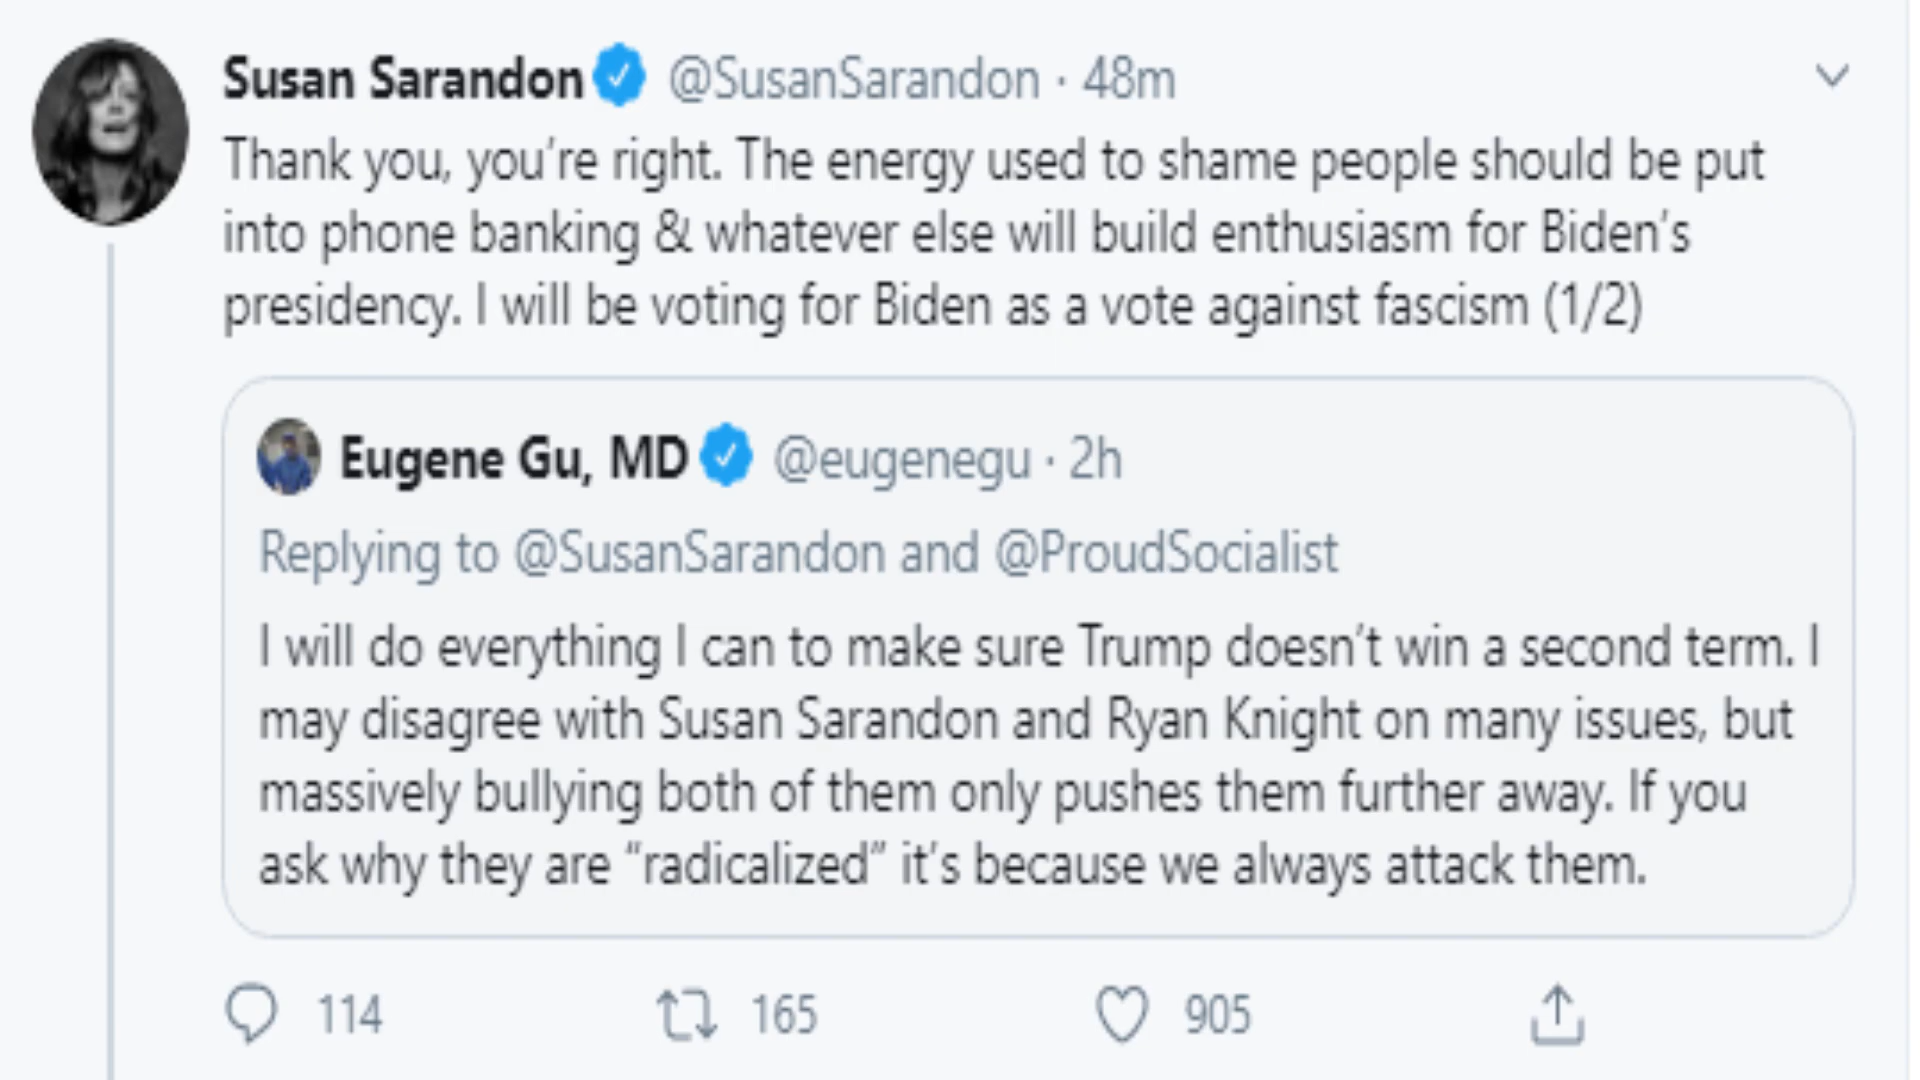 Susan Sarandon @SusanSarandon · 48m
Thank you, you’re right. The energy used to shame people should be put
into phone banking & whatever else will build enthusiasm for Biden’s
presidency. I will be voting for Biden as a vote against fascism (1/2)
Eugene Gu, MD @eugenegu · 2h
Replying to @SusanSarandon and @ProudSocialist
I will do everything I can to make sure Trump doesn’t win a second term. I
may disagree with Susan Sarandon and Ryan Knight on many issues, but
massively bullying both of them only pushes them further away. If you
ask why they are “radicalized” it’s because we always attack them.
114 165 905